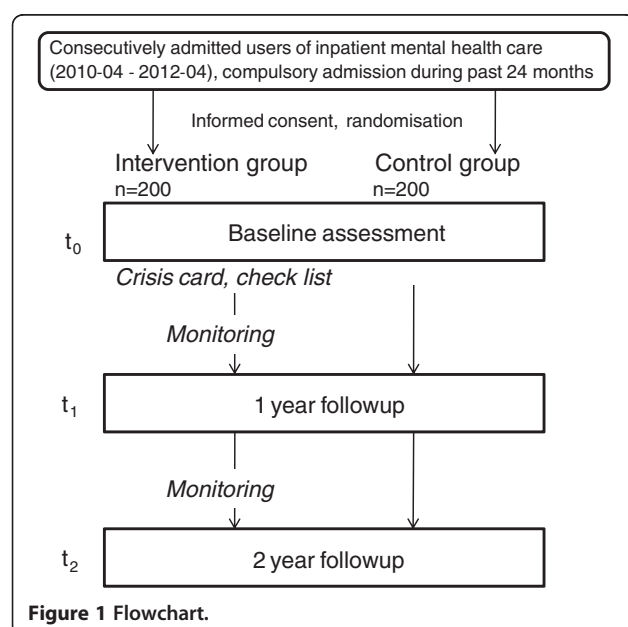 Consecutively admitted users of inpatient mental health care
(2010-04 - 2012-04), compulsory admission during past 24 months
Informed consent, randomisation
Intervention group Control group
n=200 n=200
t0 Baseline assessment
Crisis card, check list
Monitoring
t1 1 year followup
Monitoring
t2 2 year followup
Figure 1 Flowchart.